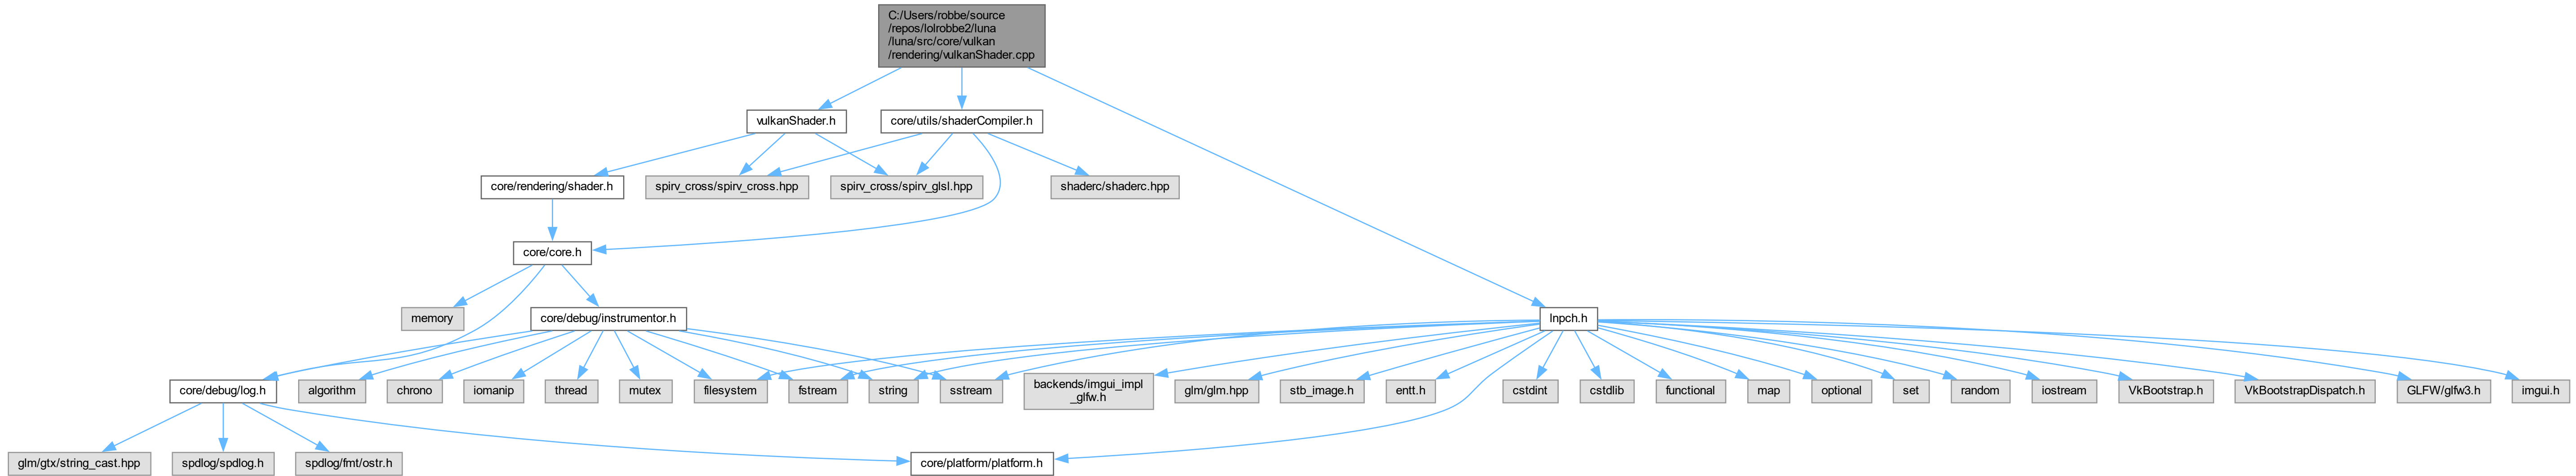 C:/Users/robbe/source
/repos/lolrobbe2/luna
/luna/src/core/vulkan
/rendering/vulkanShader.cpp
vulkanShader.h
core/utils/shaderCompiler.h
core/rendering/shader.h
spirv_cross/spirv_cross.hpp
spirv_cross/spirv_glsl.hpp
shaderc/shaderc.hpp
core/core.h
memory
core/debug/instrumentor.h
lnpch.h
core/debug/log.h
algorithm
chrono
iomanip
thread
mutex
filesystem
fstream
string
sstream
backends/imgui_impl
_glfw.h
glm/glm.hpp
stb_image.h
entt.h
cstdint
cstdlib
functional
map
optional
set
random
iostream
VkBootstrap.h
VkBootstrapDispatch.h
GLFW/glfw3.h
imgui.h
glm/gtx/string_cast.hpp
spdlog/spdlog.h
spdlog/fmt/ostr.h
core/platform/platform.h